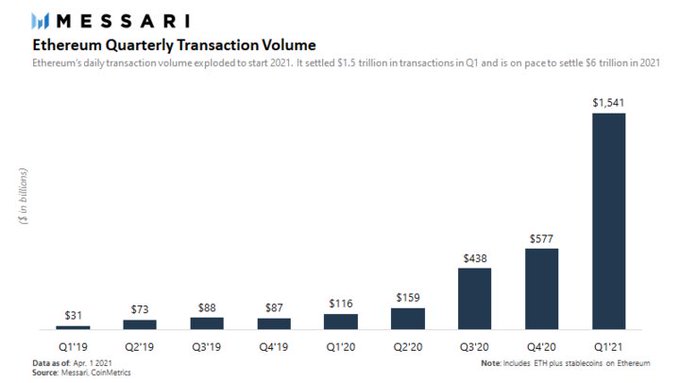 MESSARI
Ethereum Quarterly Transaction Volume
Ethereum's daily transaction volume exploded to start 2021. It settled $1.5 trillion in transactions in Q1 and is on pace to settle $6 trillion in 2021
($ in billions)
$31
$73
$88
$87
$116
$159
$438
$577
$1,541
Q1'19 Q2'19 Q3'19 Q4'19 Q1'20 Q2'20 Q3'20 Q4'20 Q1'21
Data as of: Apr. 1 2021
Note: Includes ETH plus stablecoins on Ethereum
Source: Messari, CoinMetrics